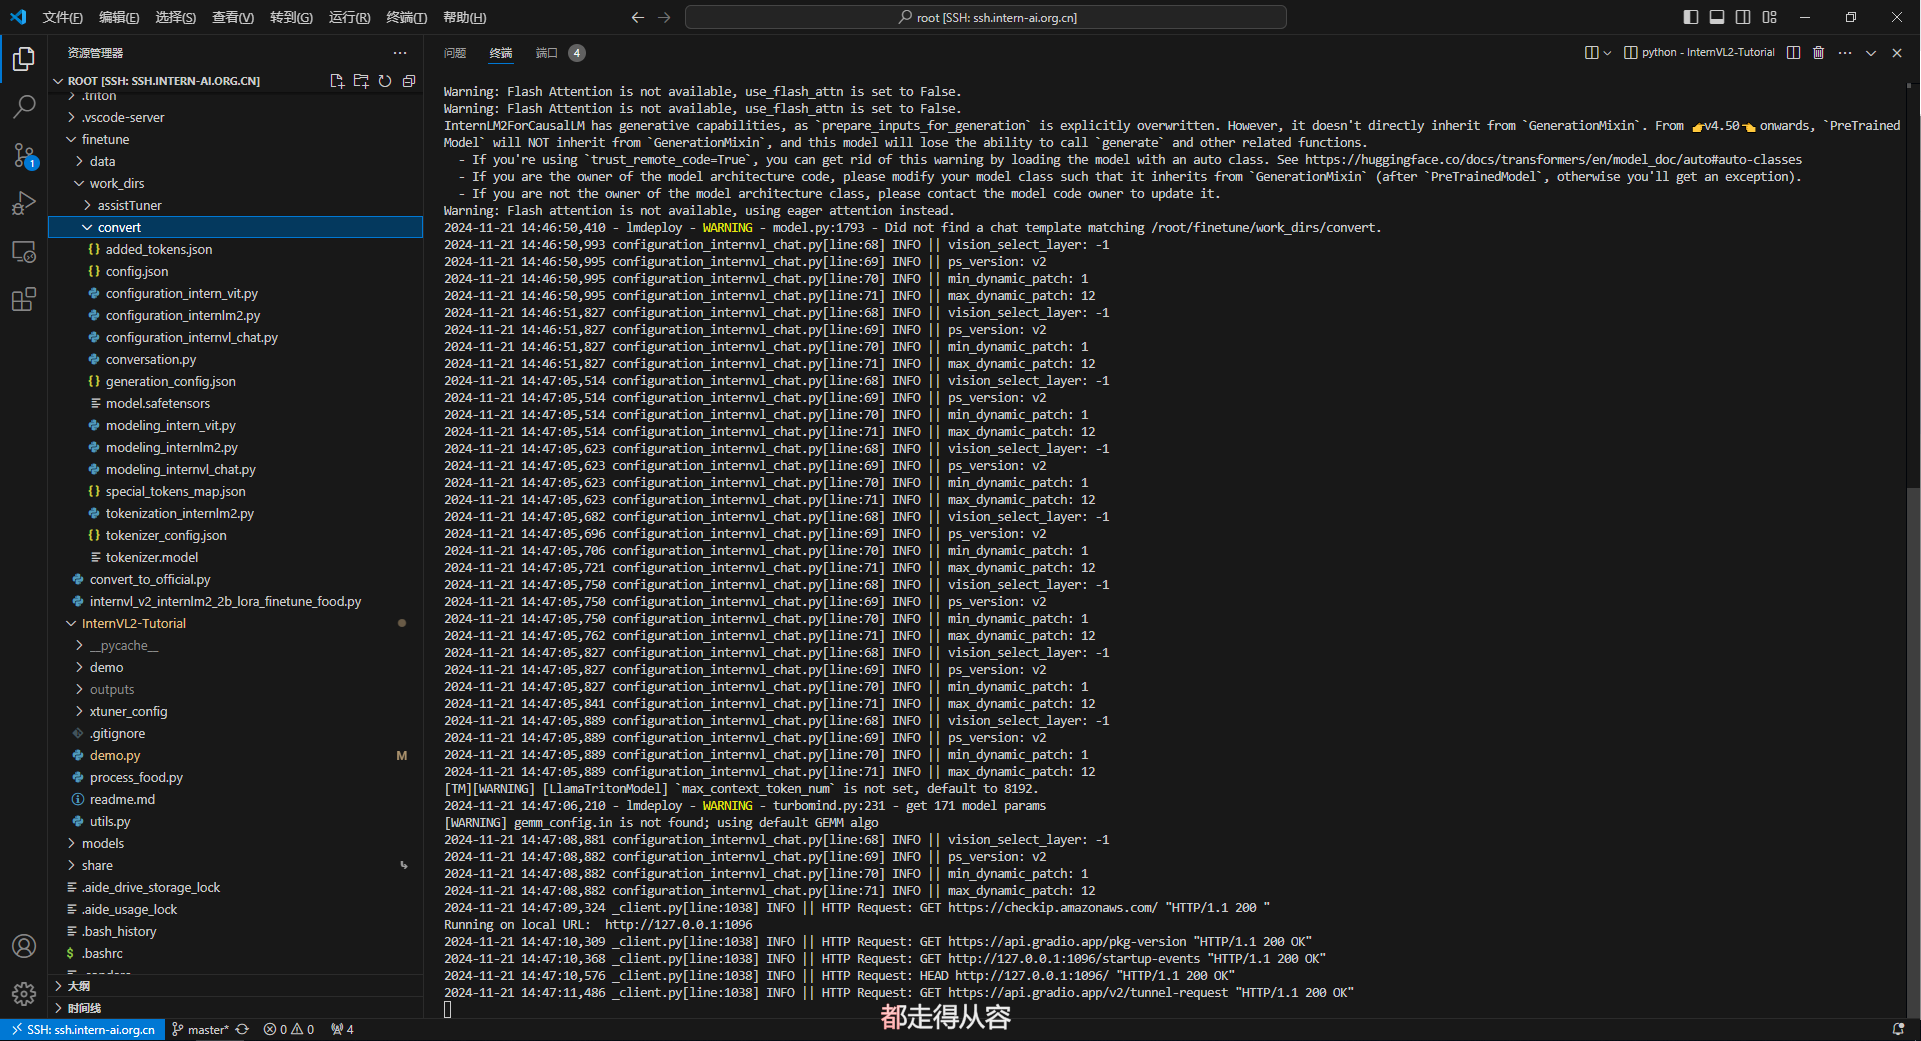 文件(F) 编辑(E) 选择(S) 查看(V) 转到(G) 运行(R) 终端(T) 帮助(H)
root [SSH: ssh.intern-ai.org.cn]
资源管理器
ROOT [SSH: SSH.INTERN-AI.ORG.CN]
.triton
.vscode-server
finetune
data
work_dirs
assistTuner
convert
added_tokens.json
config.json
configuration_intern_vit.py
configuration_internlm2.py
configuration_internvl_chat.py
conversation.py
generation_config.json
model.safetensors
modeling_intern_vit.py
modeling_internlm2.py
modeling_internvl_chat.py
special_tokens_map.json
tokenization_internlm2.py
tokenizer_config.json
tokenizer.model
convert_to_official.py
internvl_v2_internlm2_2b_lora_finetune_food.py
InternVL2-Tutorial
__pycache__
demo
outputs
xtuner_config
.gitignore
demo.py M
process_food.py
readme.md
utils.py
models
share
.aide_drive_storage_lock
.aide_usage_lock
.bash_history
$ .bashrc
大纲
时间线
1
问题 终端 端口 4
python - InternVL2-Tutorial
Warning: Flash Attention is not available, use_flash_attn is set to False.
Warning: Flash Attention is not available, use_flash_attn is set to False.
InternLM2ForCausalLM has generative capabilities, as `prepare_inputs_for_generation` is explicitly overwritten. However, it doesn't directly inherit from `GenerationMixin`. From 👉v4.50👈 onwards, `PreTrained
Model` will NOT inherit from `GenerationMixin`, and this model will lose the ability to call `generate` and other related functions.
- If you're using `trust_remote_code=True`, you can get rid of this warning by loading the model with an auto class. See https://huggingface.co/docs/transformers/en/model_doc/auto#auto-classes
- If you are the owner of the model architecture code, please modify your model class such that it inherits from `GenerationMixin` (after `PreTrainedModel`, otherwise you'll get an exception).
- If you are not the owner of the model architecture class, please contact the model code owner to update it.
Warning: Flash attention is not available, using eager attention instead.
2024-11-21 14:46:50,410 - lmdeploy - WARNING - model.py:1793 - Did not find a chat template matching /root/finetune/work_dirs/convert.
2024-11-21 14:46:50,993 configuration_internvl_chat.py[line:68] INFO || vision_select_layer: -1
2024-11-21 14:46:50,995 configuration_internvl_chat.py[line:69] INFO || ps_version: v2
2024-11-21 14:46:50,995 configuration_internvl_chat.py[line:70] INFO || min_dynamic_patch: 1
2024-11-21 14:46:50,995 configuration_internvl_chat.py[line:71] INFO || max_dynamic_patch: 12
2024-11-21 14:46:51,827 configuration_internvl_chat.py[line:68] INFO || vision_select_layer: -1
2024-11-21 14:46:51,827 configuration_internvl_chat.py[line:69] INFO || ps_version: v2
2024-11-21 14:46:51,827 configuration_internvl_chat.py[line:70] INFO || min_dynamic_patch: 1
2024-11-21 14:46:51,827 configuration_internvl_chat.py[line:71] INFO || max_dynamic_patch: 12
2024-11-21 14:47:05,514 configuration_internvl_chat.py[line:68] INFO || vision_select_layer: -1
2024-11-21 14:47:05,514 configuration_internvl_chat.py[line:69] INFO || ps_version: v2
2024-11-21 14:47:05,514 configuration_internvl_chat.py[line:70] INFO || min_dynamic_patch: 1
2024-11-21 14:47:05,514 configuration_internvl_chat.py[line:71] INFO || max_dynamic_patch: 12
2024-11-21 14:47:05,623 configuration_internvl_chat.py[line:68] INFO || vision_select_layer: -1
2024-11-21 14:47:05,623 configuration_internvl_chat.py[line:69] INFO || ps_version: v2
2024-11-21 14:47:05,623 configuration_internvl_chat.py[line:70] INFO || min_dynamic_patch: 1
2024-11-21 14:47:05,623 configuration_internvl_chat.py[line:71] INFO || max_dynamic_patch: 12
2024-11-21 14:47:05,682 configuration_internvl_chat.py[line:68] INFO || vision_select_layer: -1
2024-11-21 14:47:05,696 configuration_internvl_chat.py[line:69] INFO || ps_version: v2
2024-11-21 14:47:05,706 configuration_internvl_chat.py[line:70] INFO || min_dynamic_patch: 1
2024-11-21 14:47:05,721 configuration_internvl_chat.py[line:71] INFO || max_dynamic_patch: 12
2024-11-21 14:47:05,750 configuration_internvl_chat.py[line:68] INFO || vision_select_layer: -1
2024-11-21 14:47:05,750 configuration_internvl_chat.py[line:69] INFO || ps_version: v2
2024-11-21 14:47:05,750 configuration_internvl_chat.py[line:70] INFO || min_dynamic_patch: 1
2024-11-21 14:47:05,762 configuration_internvl_chat.py[line:71] INFO || max_dynamic_patch: 12
2024-11-21 14:47:05,827 configuration_internvl_chat.py[line:68] INFO || vision_select_layer: -1
2024-11-21 14:47:05,827 configuration_internvl_chat.py[line:69] INFO || ps_version: v2
2024-11-21 14:47:05,827 configuration_internvl_chat.py[line:70] INFO || min_dynamic_patch: 1
2024-11-21 14:47:05,841 configuration_internvl_chat.py[line:71] INFO || max_dynamic_patch: 12
2024-11-21 14:47:05,889 configuration_internvl_chat.py[line:68] INFO || vision_select_layer: -1
2024-11-21 14:47:05,889 configuration_internvl_chat.py[line:69] INFO || ps_version: v2
2024-11-21 14:47:05,889 configuration_internvl_chat.py[line:70] INFO || min_dynamic_patch: 1
2024-11-21 14:47:05,889 configuration_internvl_chat.py[line:71] INFO || max_dynamic_patch: 12
[TM][WARNING] [LlamaTritonModel] `max_context_token_num` is not set, default to 8192.
2024-11-21 14:47:06,210 - lmdeploy - WARNING - turbomind.py:231 - get 171 model params
[WARNING] gemm_config.in is not found; using default GEMM algo
2024-11-21 14:47:08,881 configuration_internvl_chat.py[line:68] INFO || vision_select_layer: -1
2024-11-21 14:47:08,882 configuration_internvl_chat.py[line:69] INFO || ps_version: v2
2024-11-21 14:47:08,882 configuration_internvl_chat.py[line:70] INFO || min_dynamic_patch: 1
2024-11-21 14:47:08,882 configuration_internvl_chat.py[line:71] INFO || max_dynamic_patch: 12
2024-11-21 14:47:09,324 _client.py[line:1038] INFO || HTTP Request: GET https://checkip.amazonaws.com/ "HTTP/1.1 200 "
Running on local URL:  http://127.0.0.1:1096
2024-11-21 14:47:10,309 _client.py[line:1038] INFO || HTTP Request: GET https://api.gradio.app/pkg-version "HTTP/1.1 200 OK"
2024-11-21 14:47:10,368 _client.py[line:1038] INFO || HTTP Request: GET http://127.0.0.1:1096/startup-events "HTTP/1.1 200 OK"
2024-11-21 14:47:10,576 _client.py[line:1038] INFO || HTTP Request: HEAD http://127.0.0.1:1096/ "HTTP/1.1 200 OK"
2024-11-21 14:47:11,486 _client.py[line:1038] INFO || HTTP Request: GET https://api.gradio.app/v2/tunnel-request "HTTP/1.1 200 OK"
都走得从容
SSH: ssh.intern-ai.org.cn master* 0 0 4